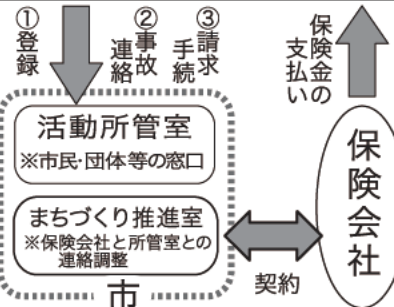 ①登録
②事故
連絡
③請求
手続
保険金の
支払い
活動所管室
※市民・団体等の窓口
まちづくり推進室
※保険会社と所管室との
連絡調整
市
契約
保険会社